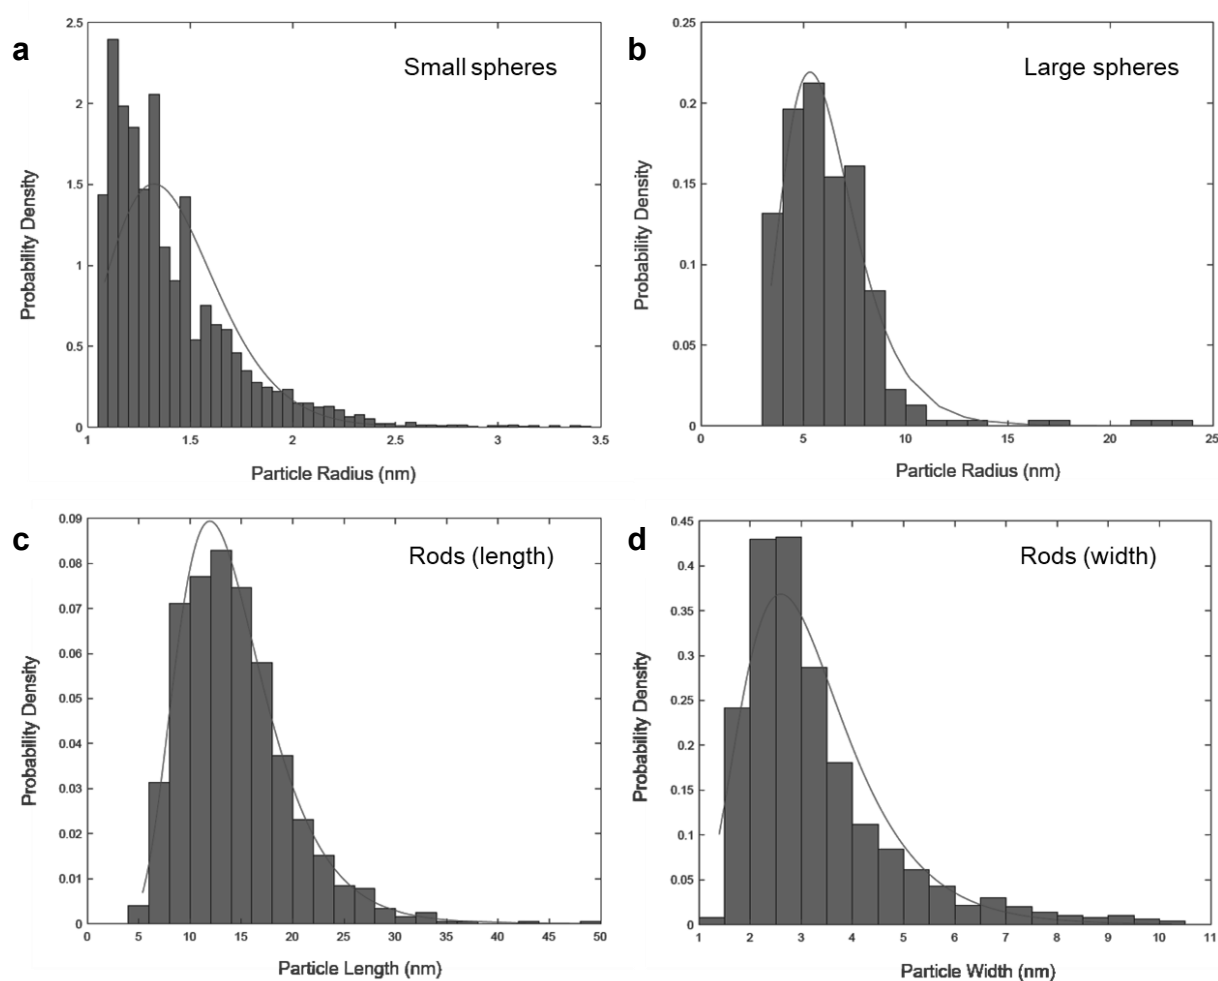 a
Small spheres
2.5
2
1.5
1
0.5
0
1 1.5 2 2.5 3 3.5
Probability Density
Particle Radius (nm)
b
Large spheres
0.25
0.2
0.15
0.1
0.05
0
0 5 10 15 20 25
Probability Density
Particle Radius (nm)
c
Rods (length)
0.09
0.08
0.07
0.06
0.05
0.04
0.03
0.02
0.01
0
0 5 10 15 20 25 30 35 40 45 50
Probability Density
Particle Length (nm)
d
Rods (width)
0.45
0.4
0.35
0.3
0.25
0.2
0.15
0.1
0.05
0
1 2 3 4 5 6 7 8 9 10 11
Probability Density
Particle Width (nm)